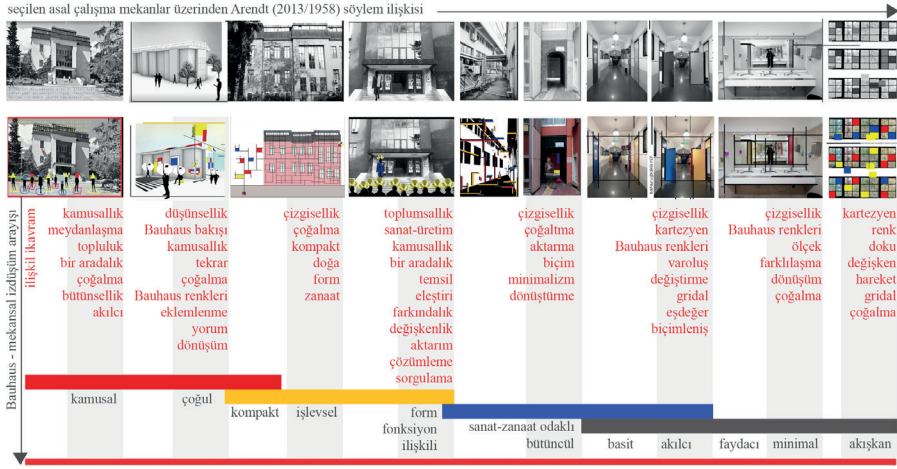 seçilen asal çalışma mekanlar üzerinden Arendt (2013/1958) söylem ilişkisi
Bauhaus - mekansal izdüşüm arayışı
ilişkil ikavram
kamusallık
meydanlaşma
topluluk
bir aradalık
çoğalma
bütünsellik
akılcı
düşünsellik
Bauhaus bakışı
kamusallık
tekrar
çoğalma
Bauhaus renkleri
eklemlenme
yorum
dönüşüm
çizgisellik
çoğalma
kompakt
doğa
form
zanaat
toplumsallık
sanat-üretim
kamusallık
bir aradalık
temsil
eleştiri
farkındalık
değişkenlik
aktarım
çözümleme
sorgulama
çizgisellik
çoğaltma
aktarma
biçim
minimalizm
dönüştürme
çizgisellik
kartezyen
Bauhaus renkleri
varoluş
değiştirme
gridal
eşdeğer
biçimleniş
çizgisellik
Bauhaus renkleri
ölçek
farklılaşma
dönüşüm
çoğalma
kartezyen
renk
doku
değişken
hareket
gridal
çoğalma
kamusal
çoğul
kompakt
işlevsel
form
fonksiyon
ilişkili
sanat-zanaat odaklı
bütüncül
basit
akılcı
faydacı
minimal
akışkan